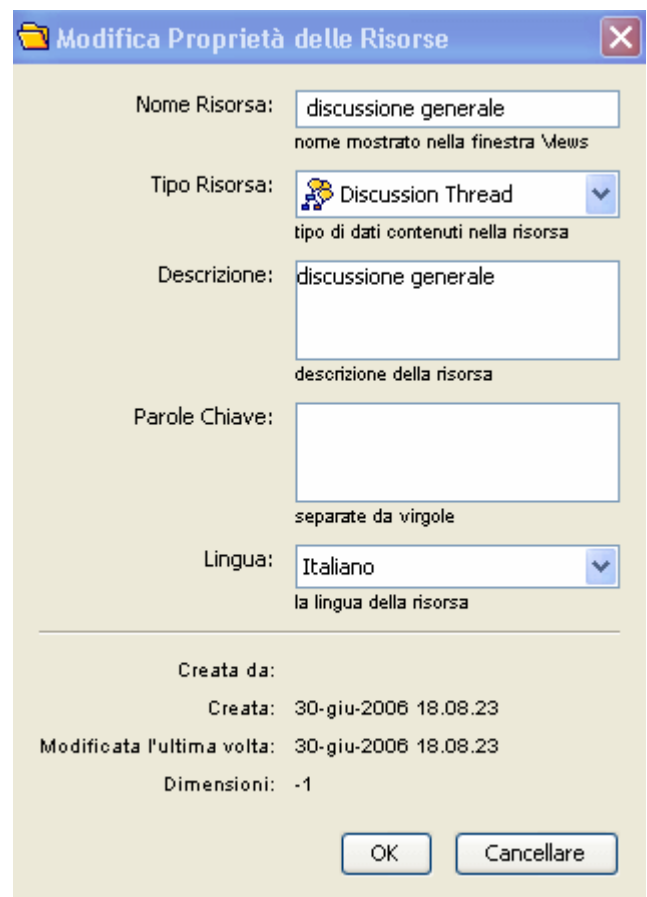 Modifica Proprietà delle Risorse
Nome Risorsa: discussione generale
nome mostrato nella finestra Views
Tipo Risorsa: Discussion Thread
tipo di dati contenuti nella risorsa
Descrizione: discussione generale
descrizione della risorsa
Parole Chiave:
separate da virgole
Lingua: Italiano
la lingua della risorsa
Creata da:
Creata: 30-giu-2006 18.08.23
Modificata l'ultima volta: 30-giu-2006 18.08.23
Dimensioni: -1
OK Cancellare